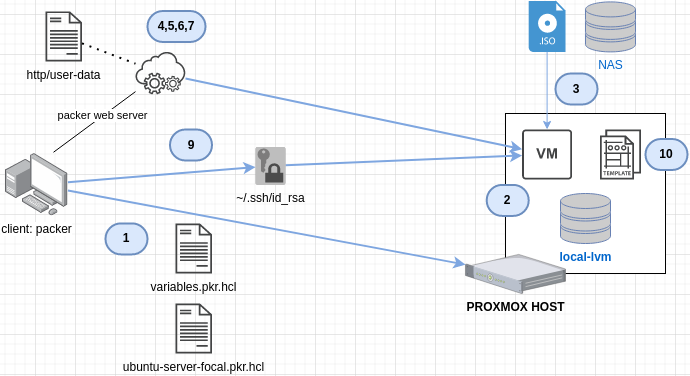 4,5,6,7
.ISO
http/user-data
NAS
3
packer web server
9
VM
TEMPLATE
10
~/.ssh/id_rsa
2
client: packer
1
local-lvm
variables.pkr.hcl
PROXMOX HOST
ubuntu-server-focal.pkr.hcl